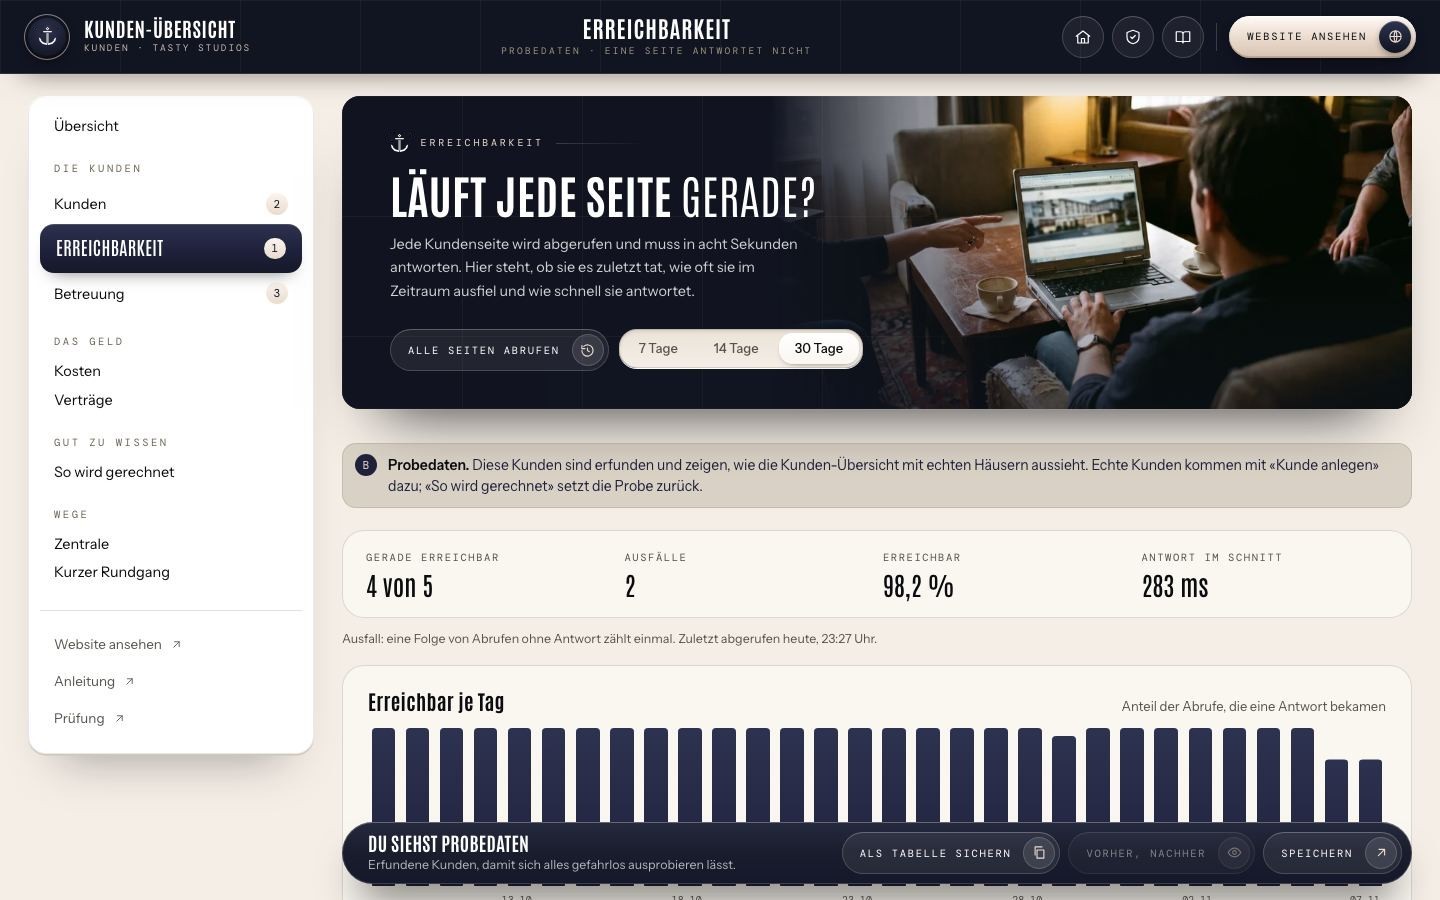 KUNDEN-ÜBERSICHT
KUNDEN · TASTY STUDIOS
ERREICHBARKEIT
PROBEDATEN · EINE SEITE ANTWORTET NICHT
WEBSITE ANSEHEN
Übersicht
DIE KUNDEN
Kunden 2
ERREICHBARKEIT 1
Betreuung 3
DAS GELD
Kosten
Verträge
GUT ZU WISSEN
So wird gerechnet
WEGE
Zentrale
Kurzer Rundgang
Website ansehen
Anleitung
Prüfung
ERREICHBARKEIT
LÄUFT JEDE SEITE GERADE?
Jede Kundenseite wird abgerufen und muss in acht Sekunden
antworten. Hier steht, ob sie es zuletzt tat, wie oft sie im
Zeitraum ausfiel und wie schnell sie antwortet.
ALLE SEITEN ABRUFEN
7 Tage 14 Tage 30 Tage
B Probedaten. Diese Kunden sind erfunden und zeigen, wie die Kunden-Übersicht mit echten Häusern aussieht. Echte Kunden kommen mit «Kunde anlegen»
dazu; «So wird gerechnet» setzt die Probe zurück.
GERADE ERREICHBAR
4 von 5
AUSFÄLLE
2
ERREICHBAR
98,2 %
ANTWORT IM SCHNITT
283 ms
Ausfall: eine Folge von Abrufen ohne Antwort zählt einmal. Zuletzt abgerufen heute, 23:27 Uhr.
Erreichbar je Tag
Anteil der Abrufe, die eine Antwort bekamen
DU SIEHST PROBEDATEN
Erfundene Kunden, damit sich alles gefahrlos ausprobieren lässt.
ALS TABELLE SICHERN
VORHER, NACHHER
SPEICHERN